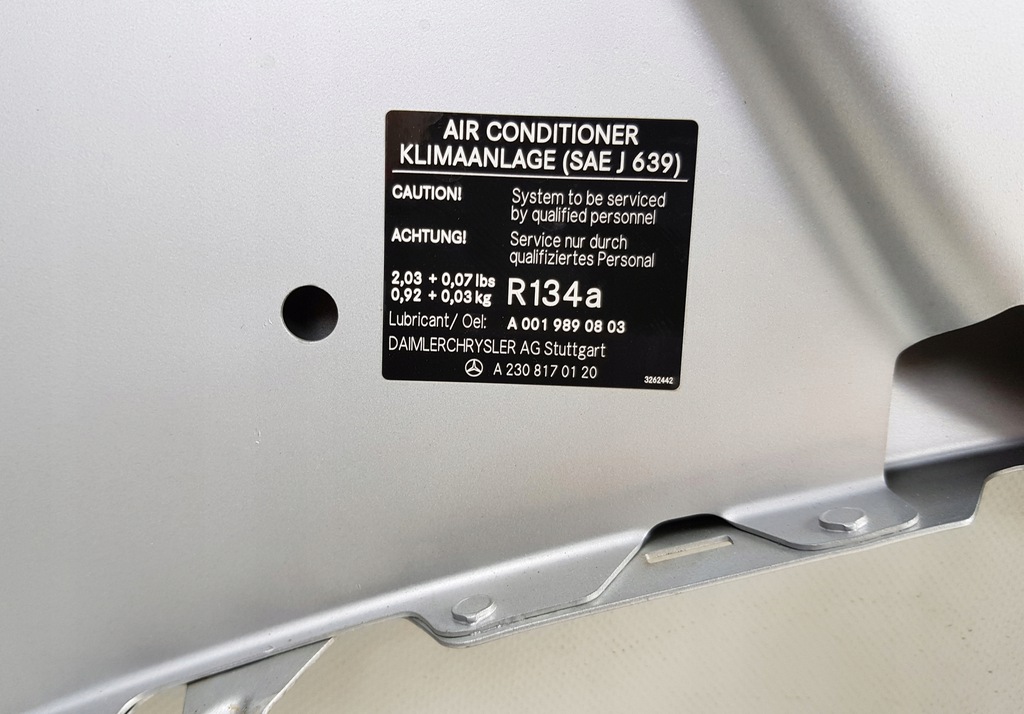 AIR CONDITIONER
KLIMAANLAGE (SAE J 639)
CAUTION! System to be serviced
by qualified personnel
ACHTUNG! Service nur durch
qualifiziertes Personal
2,03 + 0,07 lbs
0,92 + 0,03 kg R134a
Lubricant/ Oel: A 001 989 08 03
DAIMLERCHRYSLER AG Stuttgart
A 230 817 01 20
3262442